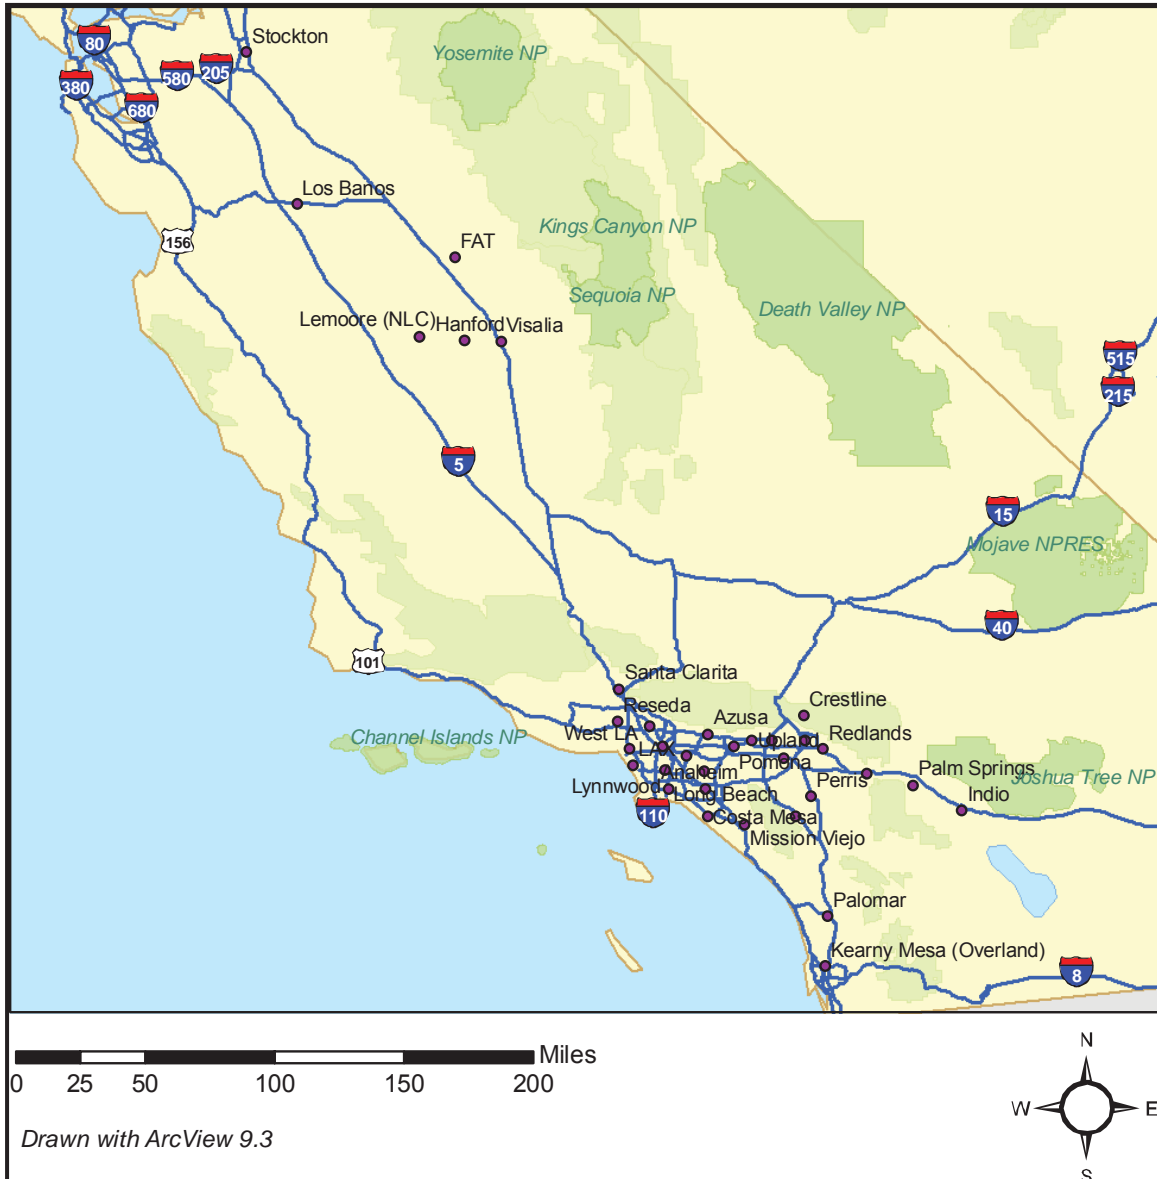 Stockton
Yosemite NP
80
380
580
205
680
Los Banos
156
FAT
Kings Canyon NP
Sequoia NP
Death Valley NP
Lemoore (NLC)
Hanford
Visalia
515
215
5
15
Mojave NPRES
40
101
Santa Clarita
Reseda
Crestline
Azusa
West LA
LAX
Upland
Redlands
Channel Islands NP
Pomona
Anaheim
Palm Springs
Joshua Tree NP
Lynnwood
Long Beach
Perris
Indio
110
Costa Mesa
Mission Viejo
Palomar
Kearny Mesa (Overland)
8
Miles
0 25 50 100 150 200
N
W E
S
Drawn with ArcView 9.3